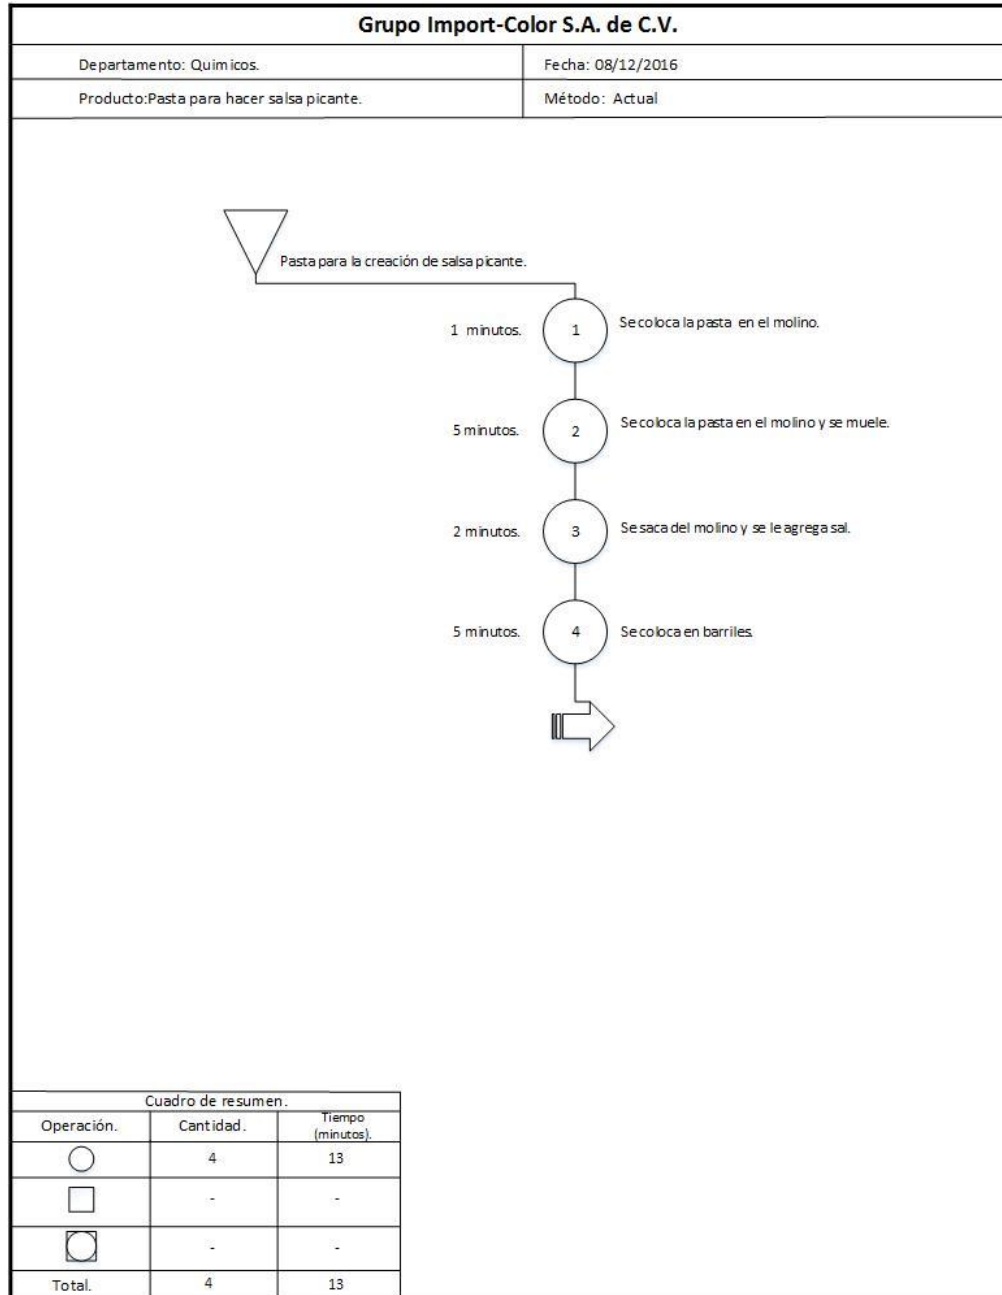 Grupo Import-Color S.A. de C.V.
Departamento: Quimicos.
Fecha: 08/12/2016
Producto:Pasta para hacer salsa picante.
Método: Actual
Pasta para la creación de salsa picante.
1 minutos.
1
Se coloca la pasta en el molino.
5 minutos.
2
Se coloca la pasta en el molino y se muele.
2 minutos.
3
Se saca del molino y se le agrega sal.
5 minutos.
4
Se coloca en barriles.
Cuadro de resumen.
Operación.
Cantidad.
Tiempo
(minutos).
4
13
-
-
-
-
Total.
4
13